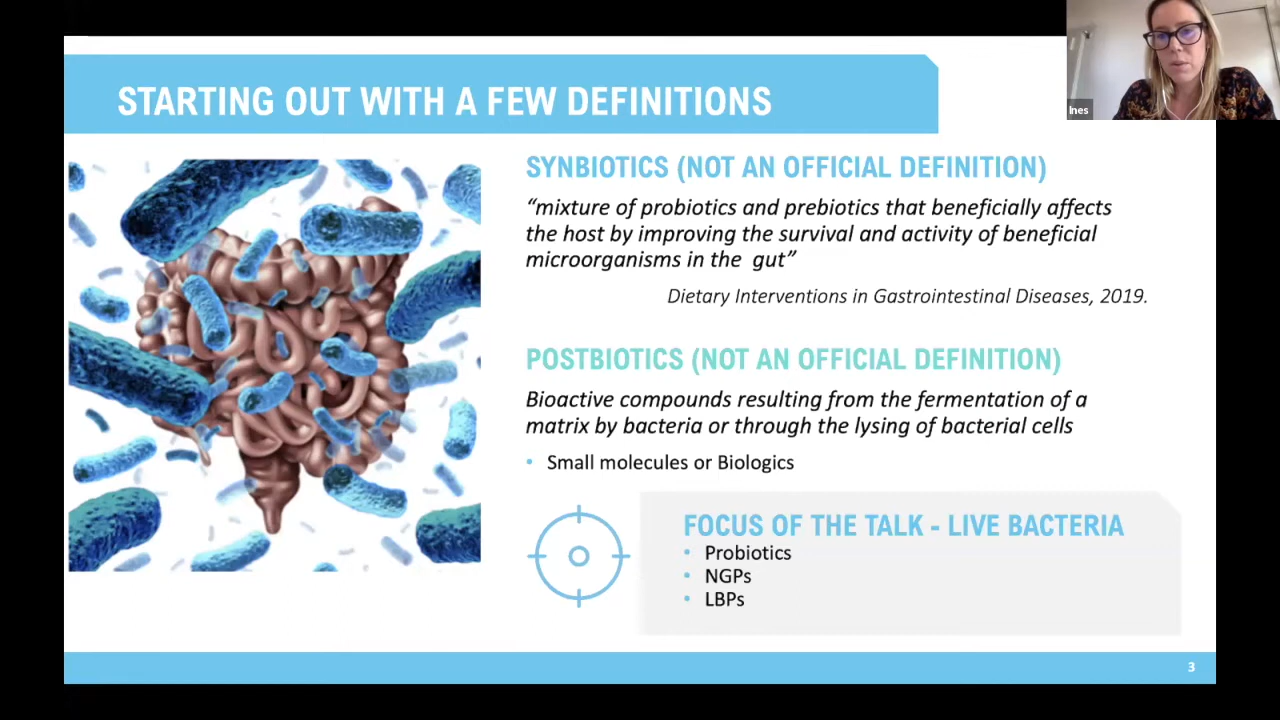 STARTING OUT WITH A FEW DEFINITIONS
Ines
SYNBIOTICS (NOT AN OFFICIAL DEFINITION)
“mixture of probiotics and prebiotics that beneficially affects
the host by improving the survival and activity of beneficial
microorganisms in the gut”
Dietary Interventions in Gastrointestinal Diseases, 2019.
POSTBIOTICS (NOT AN OFFICIAL DEFINITION)
Bioactive compounds resulting from the fermentation of a
matrix by bacteria or through the lysing of bacterial cells
• Small molecules or Biologics
FOCUS OF THE TALK - LIVE BACTERIA
• Probiotics
• NGPs
• LBPs
3